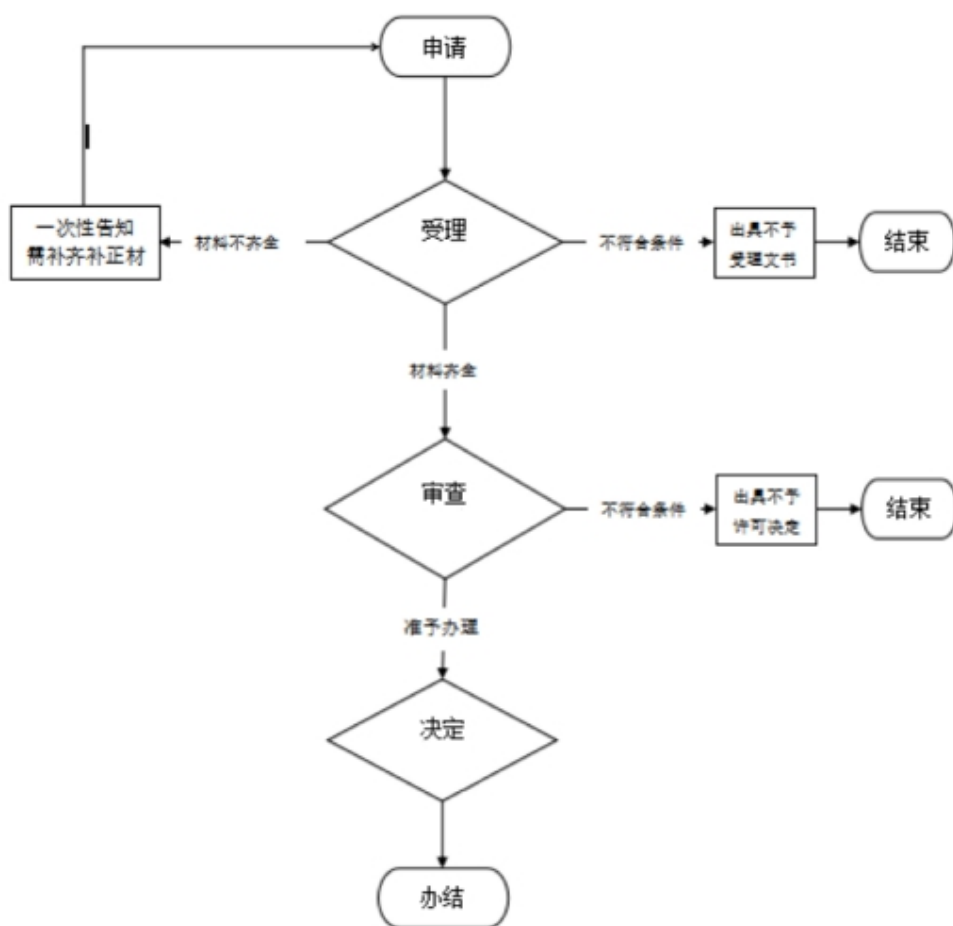 申请
受理
一次性告知
需补齐补正材
材料不齐全
不符合条件
出具不予
受理文书
结束
材料齐全
审查
不符合条件
出具不予
许可决定
结束
准予办理
决定
办结